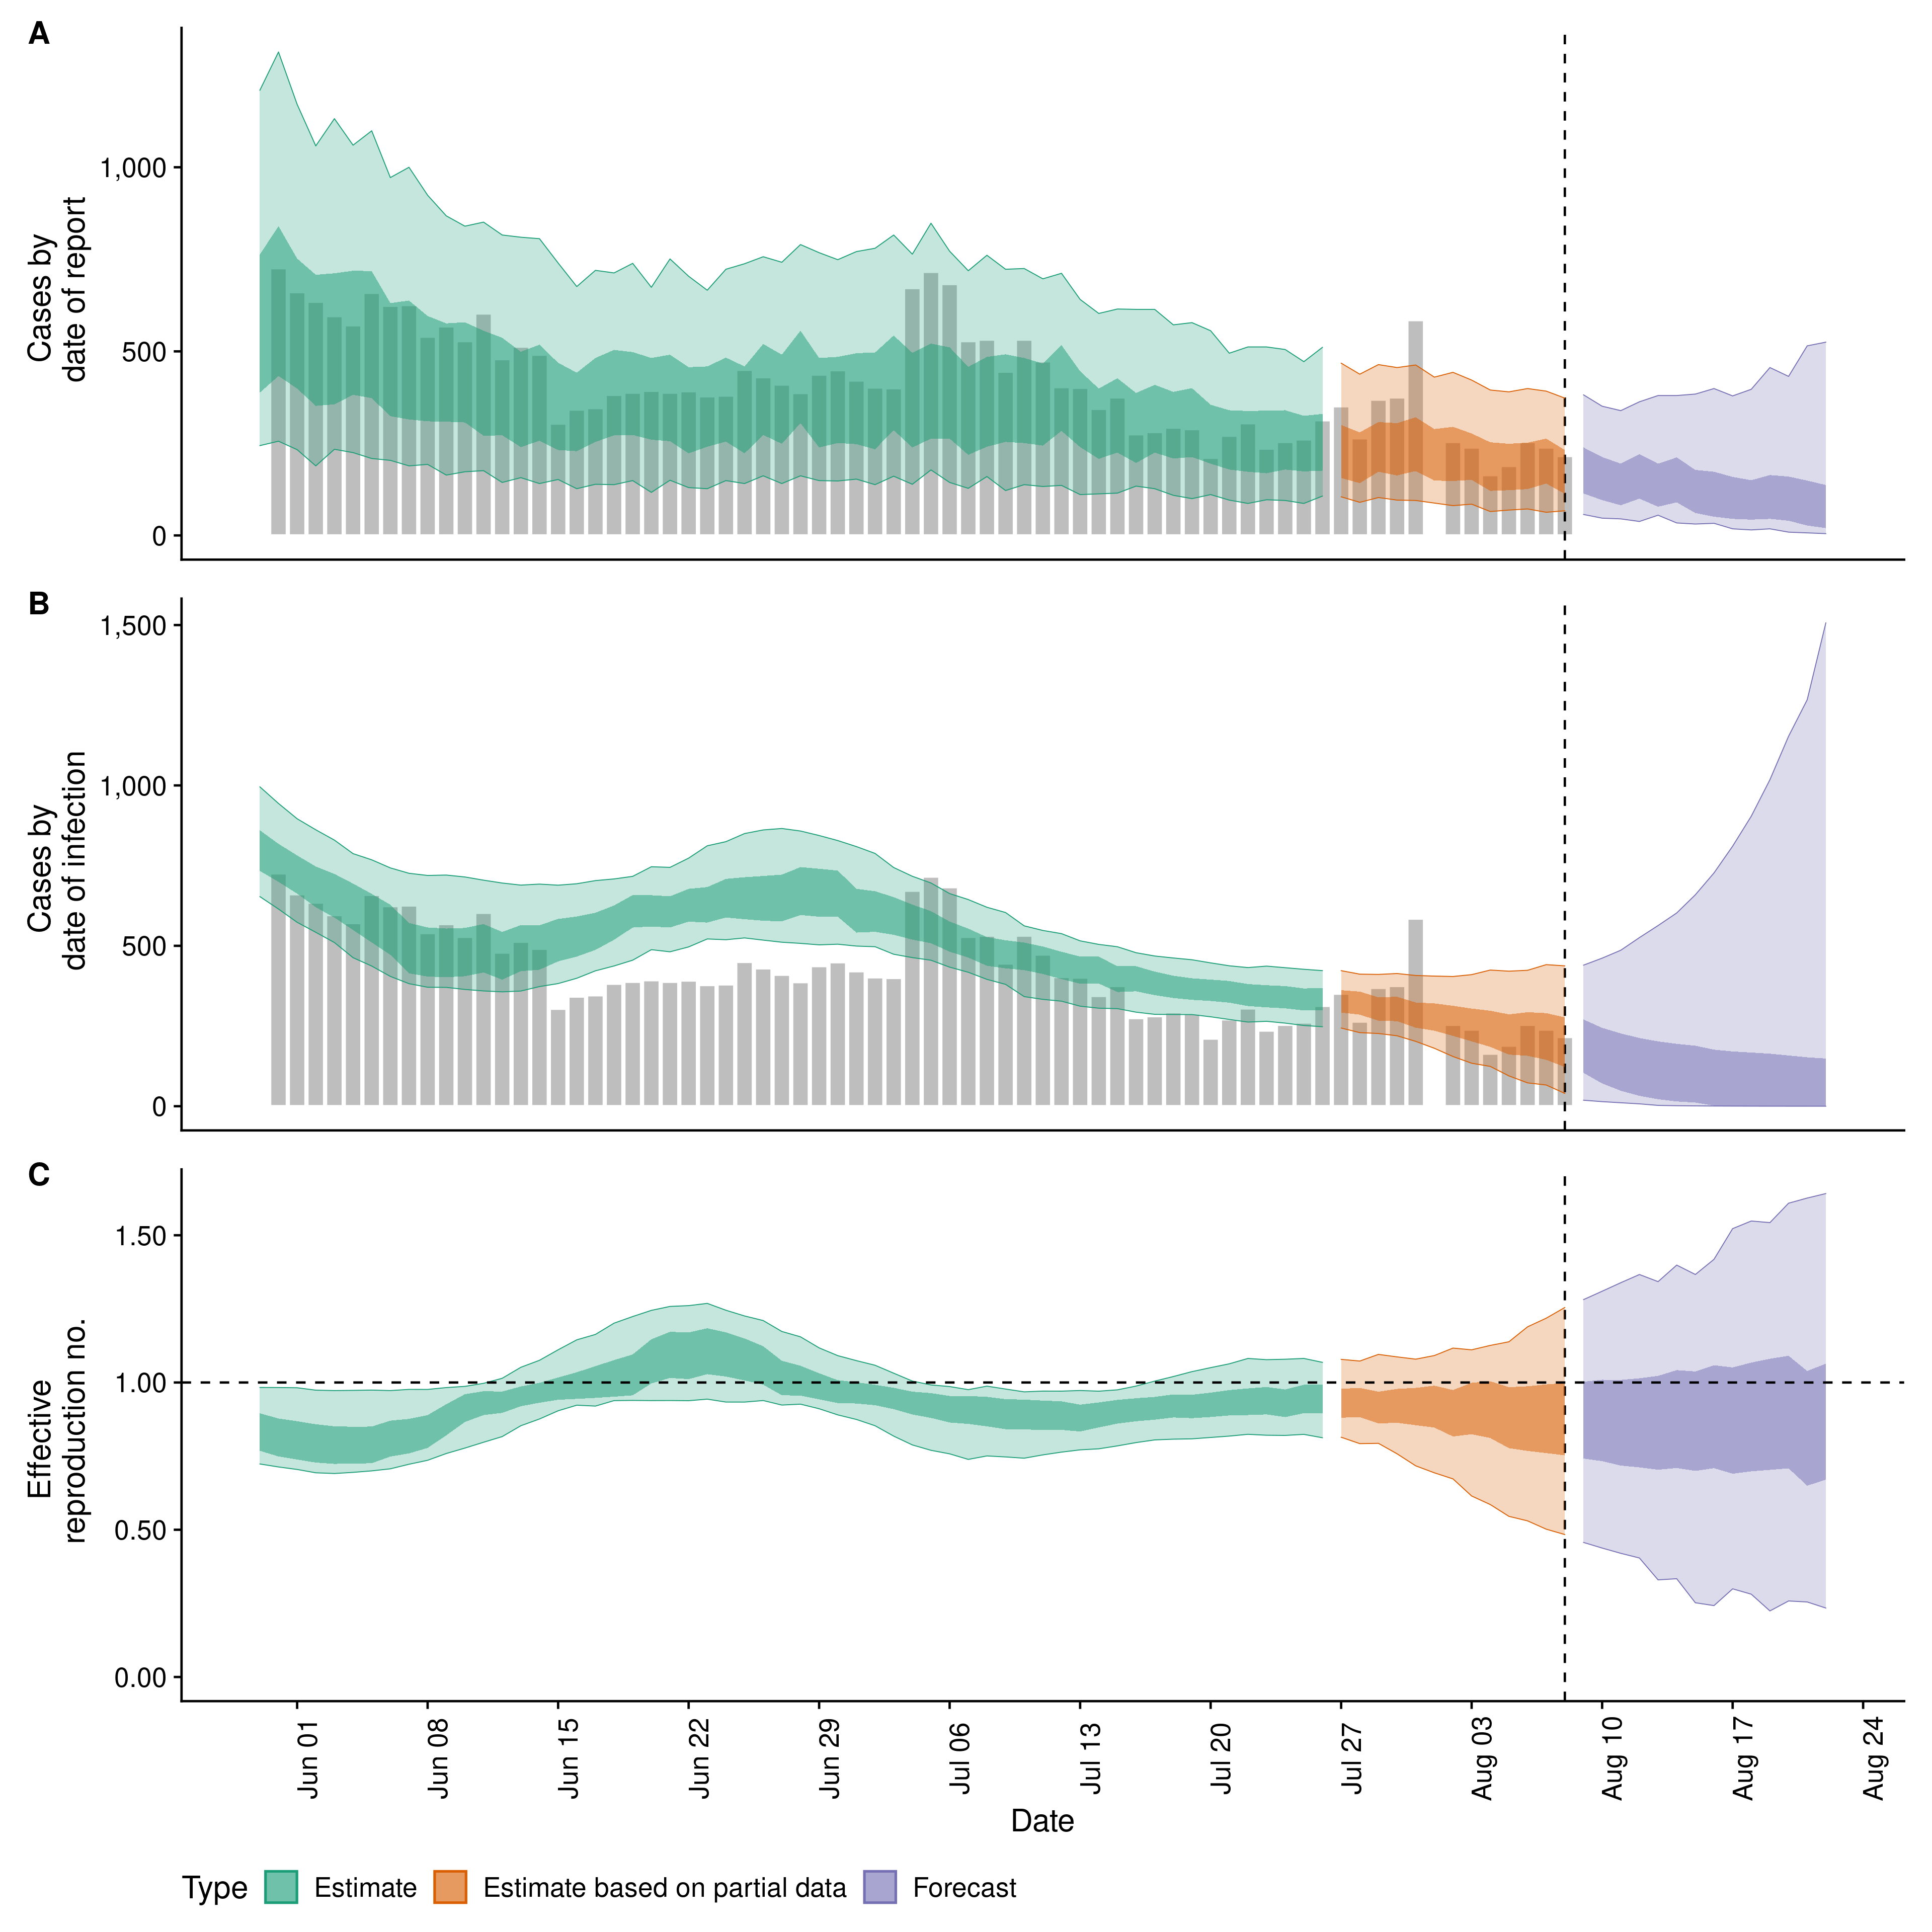 A
Cases by
date of report
1,000
500
0
B
Cases by
date of infection
1,500
1,000
500
0
C
Effective
reproduction no.
1.50
1.00
0.50
0.00
Jun 01
Jun 08
Jun 15
Jun 22
Jun 29
Jul 06
Jul 13
Jul 20
Jul 27
Aug 03
Aug 10
Aug 17
Aug 24
Date
Type Estimate Estimate based on partial data Forecast